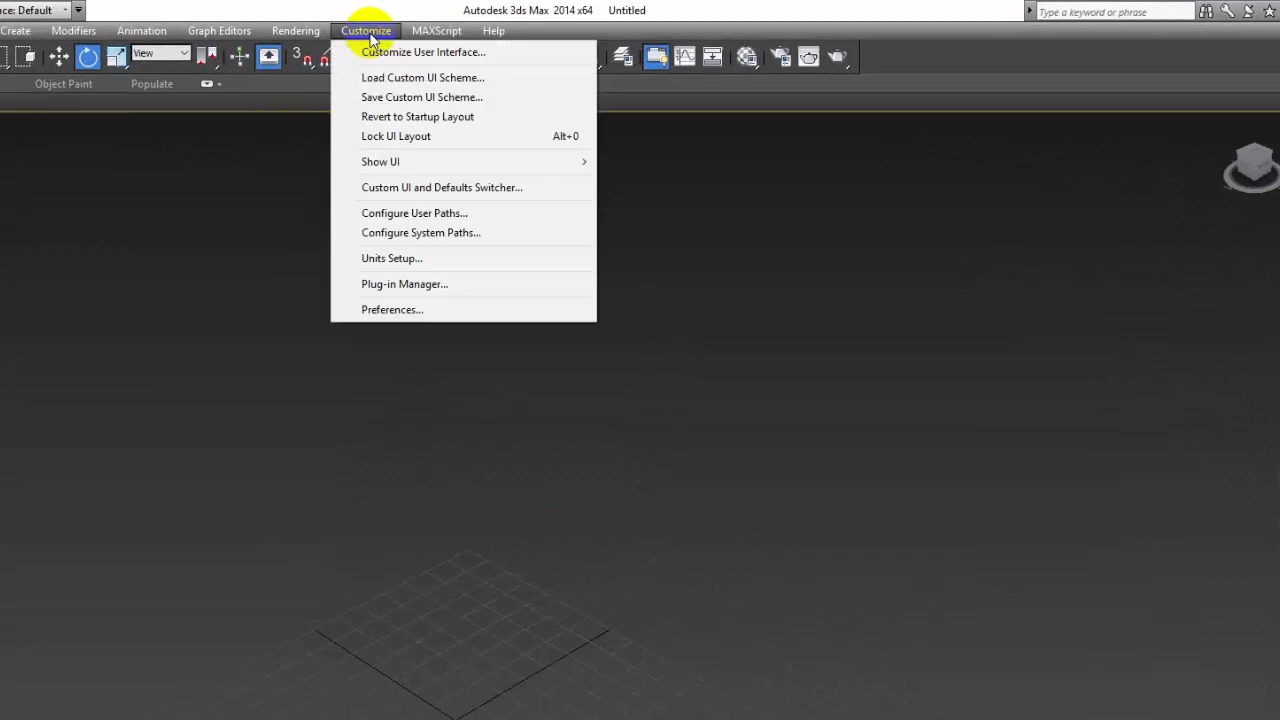 ce: Default
Autodesk 3ds Max 2014 x64 Untitled
Type a keyword or phrase
Create Modifiers Animation Graph Editors Rendering Customize MAXScript Help
View
3
Object Paint Populate
Customize User Interface...
Load Custom UI Scheme...
Save Custom UI Scheme...
Revert to Startup Layout
Lock UI Layout Alt+0
Show UI
Custom UI and Defaults Switcher...
Configure User Paths...
Configure System Paths...
Units Setup...
Plug-in Manager...
Preferences...